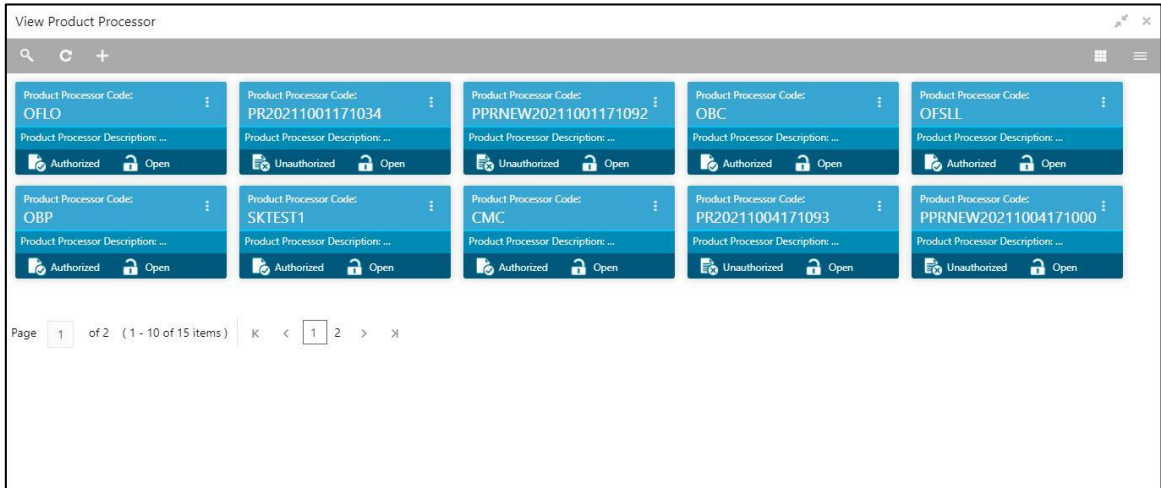 View Product Processor
Product Processor Code: Product Processor Code: Product Processor Code: Product Processor Code: Product Processor Code:
OFLO PR20211001171034 PPRNEW20211001171092 OBC OFSLL
Product Processor Description: ... Product Processor Description: ... Product Processor Description: ... Product Processor Description: ... Product Processor Description: ...
Authorized Open Unauthorized Open Unauthorized Open Authorized Open Authorized Open
Product Processor Code: Product Processor Code: Product Processor Code: Product Processor Code: Product Processor Code:
OBP SKTEST1 CMC PR20211004171093 PPRNEW20211004171000
Product Processor Description: ... Product Processor Description: ... Product Processor Description: ... Product Processor Description: ... Product Processor Description: ...
Authorized Open Authorized Open Authorized Open Unauthorized Open Unauthorized Open
Page 1 of 2 (1 - 10 of 15 items) 1 2